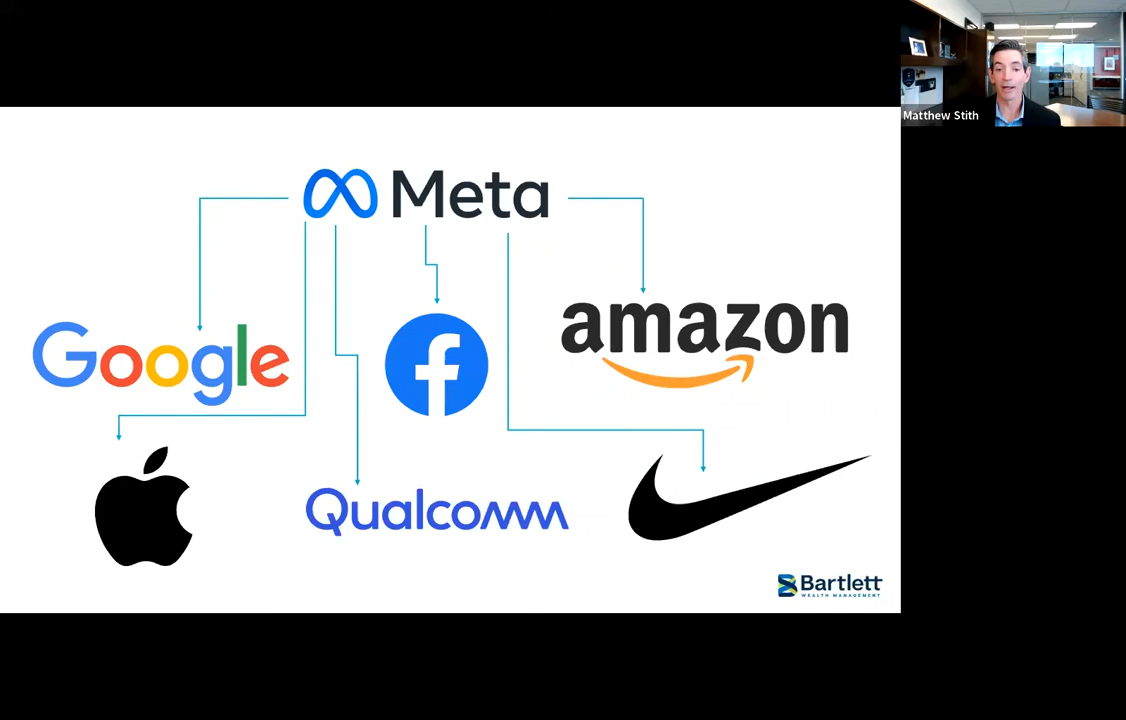 Matthew Stith
Meta
Google
amazon
Qualcomm
Bartlett
WEALTH MANAGEMENT